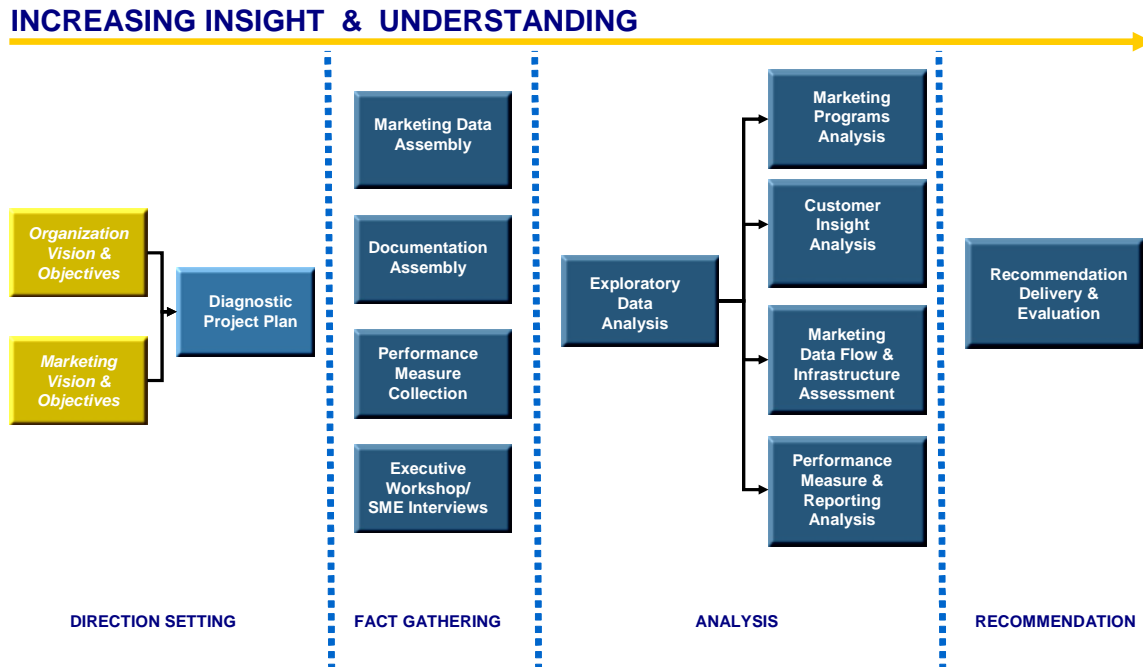 INCREASING INSIGHT & UNDERSTANDING
Organization
Vision &
Objectives
Marketing
Vision &
Objectives
Diagnostic
Project Plan
DIRECTION SETTING
Marketing Data
Assembly
Documentation
Assembly
Performance
Measure
Collection
Executive
Workshop/
SME Interviews
FACT GATHERING
Exploratory
Data
Analysis
Marketing
Programs
Analysis
Customer
Insight
Analysis
Marketing
Data Flow &
Infrastructure
Assessment
Performance
Measure &
Reporting
Analysis
ANALYSIS
Recommendation
Delivery &
Evaluation
RECOMMENDATION